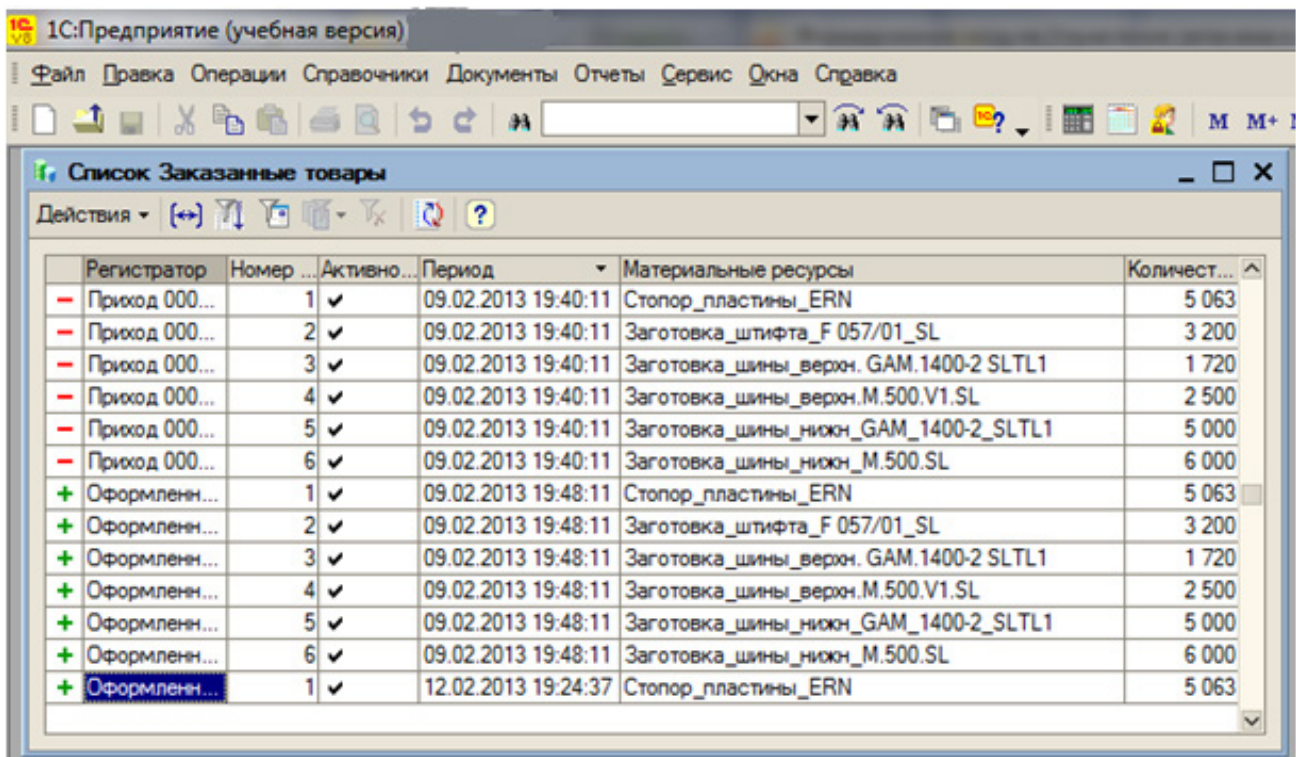 1С:Предприятие (учебная версия)
Файл Правка Операции Справочники Документы Отчеты Сервис Окна Справка
M M+
Список Заказанные товары
Действия
Регистратор Номер ... Активно... Период Материальные ресурсы Количест...
Приход 000... 1 09.02.2013 19:40:11 Стопор_пластины_ERN 5 063
Приход 000... 2 09.02.2013 19:40:11 Заготовка_штифта_F 057/01_SL 3 200
Приход 000... 3 09.02.2013 19:40:11 Заготовка_шины_верхн. GAM.1400-2 SLTL1 1 720
Приход 000... 4 09.02.2013 19:40:11 Заготовка_шины_верхн.M.500.V1.SL 2 500
Приход 000... 5 09.02.2013 19:40:11 Заготовка_шины_нижн_GAM_1400-2_SLTL1 5 000
Приход 000... 6 09.02.2013 19:40:11 Заготовка_шины_нижн_M.500.SL 6 000
Оформленн... 1 09.02.2013 19:48:11 Стопор_пластины_ERN 5 063
Оформленн... 2 09.02.2013 19:48:11 Заготовка_штифта_F 057/01_SL 3 200
Оформленн... 3 09.02.2013 19:48:11 Заготовка_шины_верхн. GAM.1400-2 SLTL1 1 720
Оформленн... 4 09.02.2013 19:48:11 Заготовка_шины_верхн.M.500.V1.SL 2 500
Оформленн... 5 09.02.2013 19:48:11 Заготовка_шины_нижн_GAM_1400-2_SLTL1 5 000
Оформленн... 6 09.02.2013 19:48:11 Заготовка_шины_нижн_M.500.SL 6 000
Оформленн... 1 12.02.2013 19:24:37 Стопор_пластины_ERN 5 063